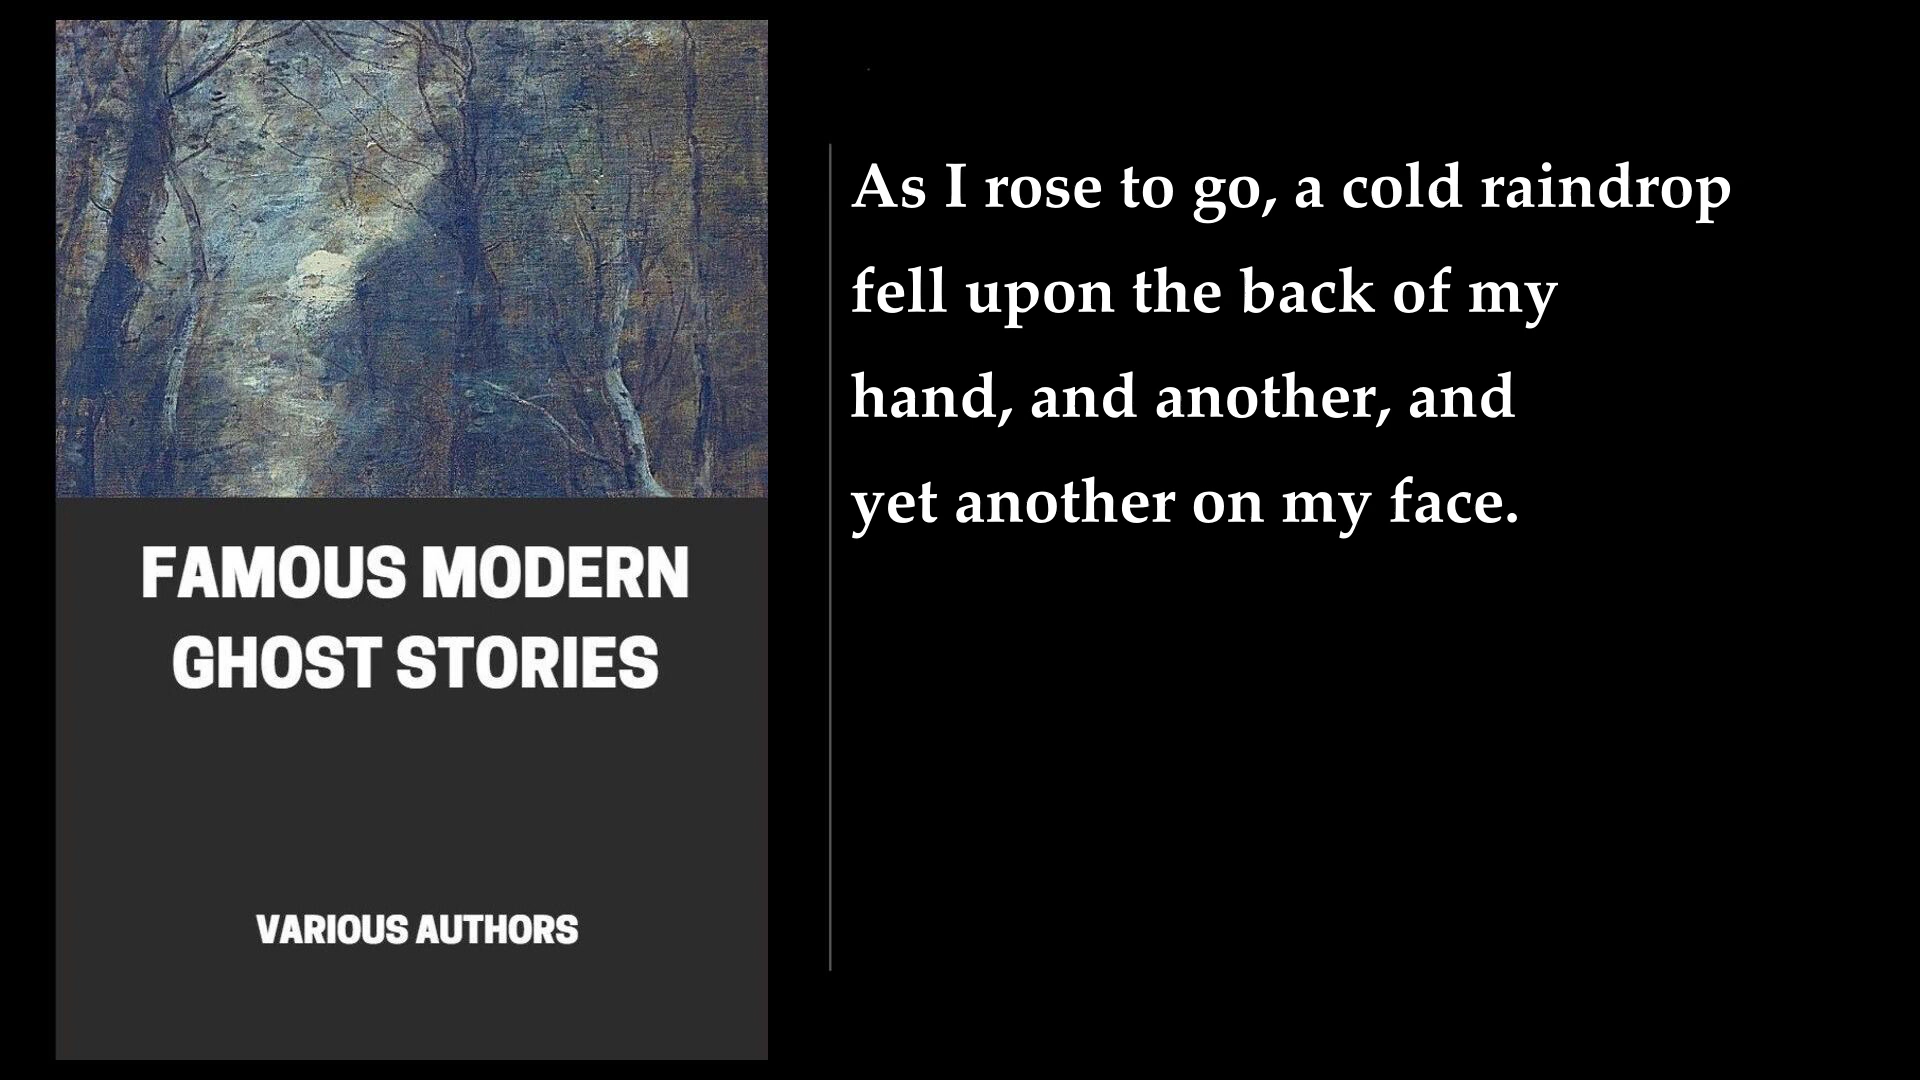 FAMOUS MODERN
GHOST STORIES
VARIOUS AUTHORS
As I rose to go, a cold raindrop
fell upon the back of my
hand, and another, and
yet another on my face.